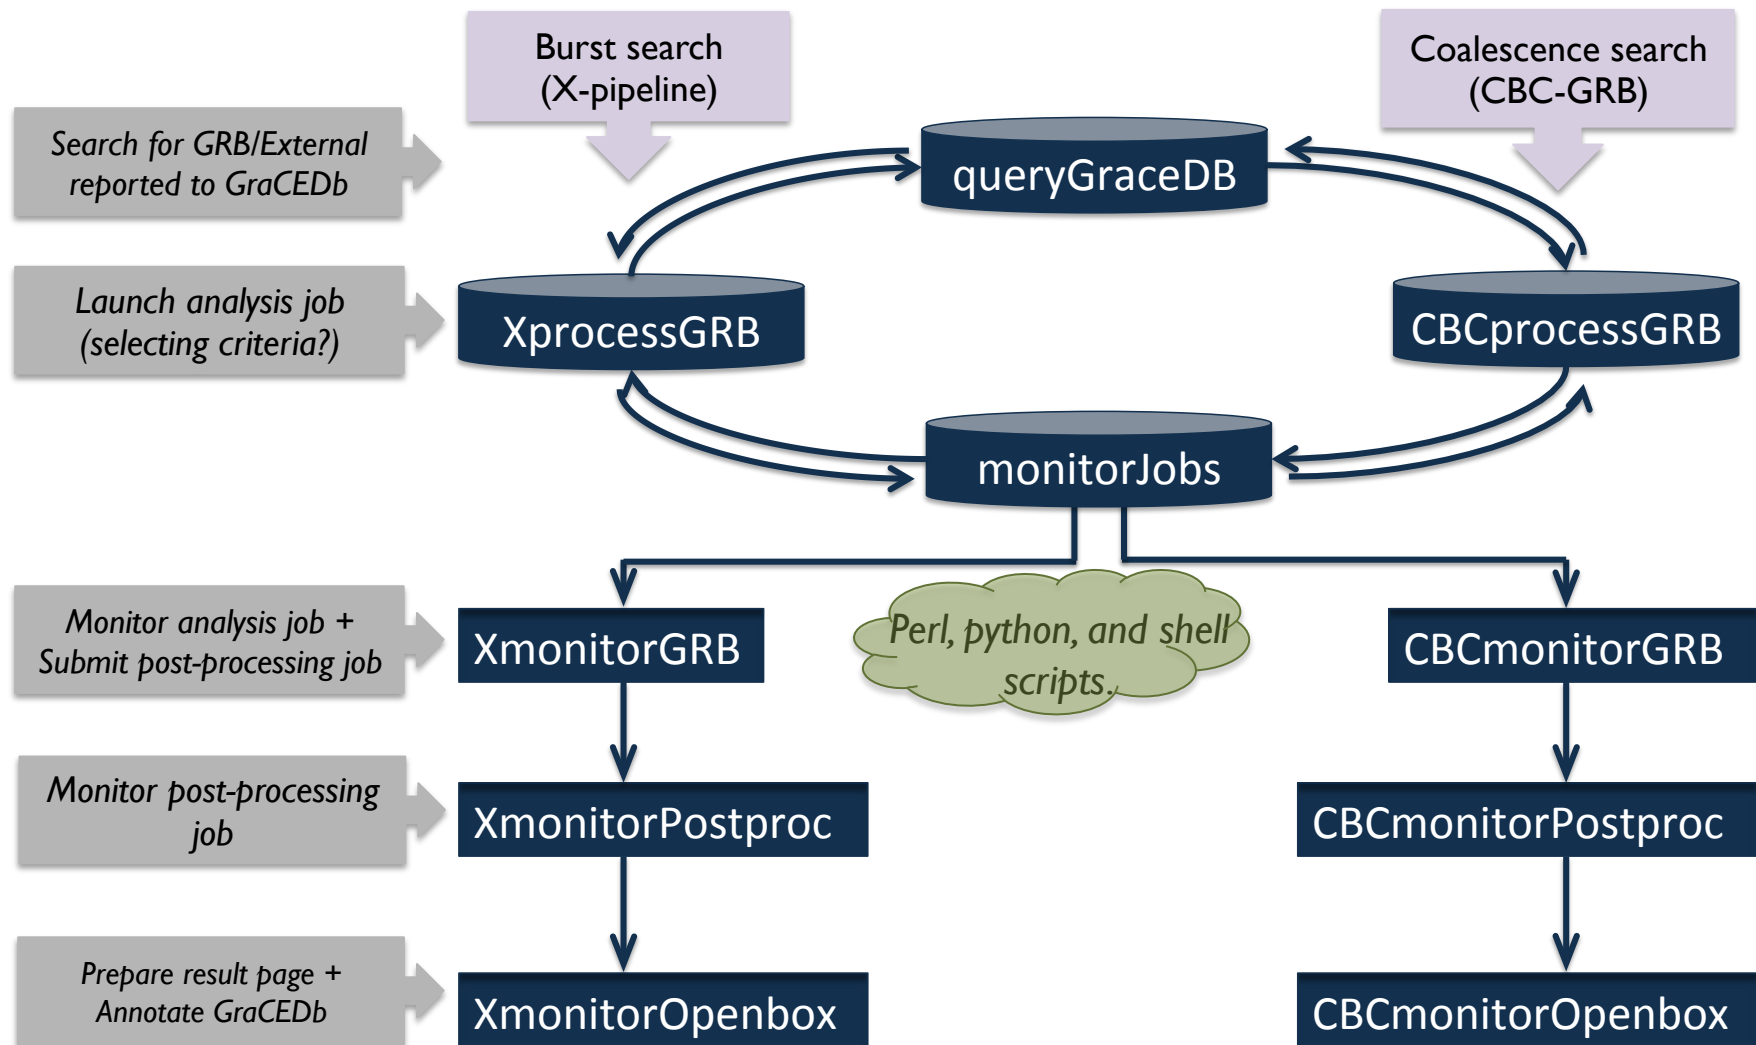 Burst search
(X-pipeline)
Coalescence search
(CBC-GRB)
Search for GRB/External
reported to GraCEDb
queryGraceDB
Launch analysis job
(selecting criteria?)
XprocessGRB
CBCprocessGRB
monitorJobs
Monitor analysis job +
Submit post-processing job
XmonitorGRB
Perl, python, and shell
scripts.
CBCmonitorGRB
Monitor post-processing
job
XmonitorPostproc
CBCmonitorPostproc
Prepare result page +
Annotate GraCEDb
XmonitorOpenbox
CBCmonitorOpenbox